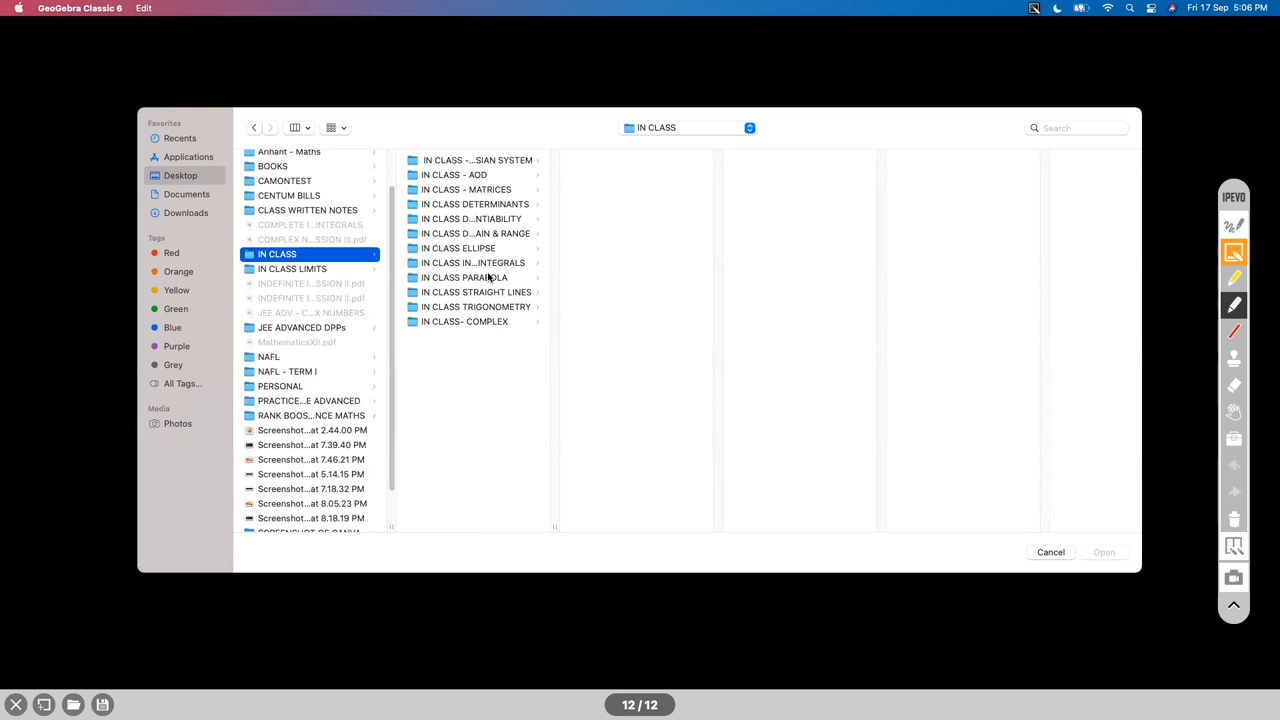 GeoGebra Classic 6 Edit Fri 17 Sep 5:06 PM
IN CLASS
Search
Favorites
Recents
Applications
Desktop
Documents
Downloads
Tags
Red
Orange
Yellow
Green
Blue
Purple
Grey
All Tags...
Media
Photos
Arihant - Maths
BOOKS
CAMONTEST
CENTUM BILLS
CLASS WRITTEN NOTES
COMPLETE I...INTEGRALS
COMPLEX N...SSION III.pdf
IN CLASS
IN CLASS LIMITS
INDEFINITE I...SSION II.pdf
INDEFINITE I...SSION II.pdf
JEE ADV - C...X NUMBERS
JEE ADVANCED DPPs
MathematicsXII.pdf
NAFL
NAFL - TERM I
PERSONAL
PRACTICE...E ADVANCED
RANK BOOS...NCE MATHS
Screenshot...at 2.44.00 PM
Screenshot...at 7.39.40 PM
Screenshot...at 7.46.21 PM
Screenshot...at 5.14.15 PM
Screenshot...at 7.18.32 PM
Screenshot...at 8.05.23 PM
Screenshot...at 8.18.19 PM
IN CLASS -...SIAN SYSTEM
IN CLASS - AOD
IN CLASS - MATRICES
IN CLASS DETERMINANTS
IN CLASS D...NTIABILITY
IN CLASS D...AIN & RANGE
IN CLASS ELLIPSE
IN CLASS IN...INTEGRALS
IN CLASS PARABOLA
IN CLASS STRAIGHT LINES
IN CLASS TRIGONOMETRY
IN CLASS- COMPLEX
Cancel Open
IPEVO
12 / 12